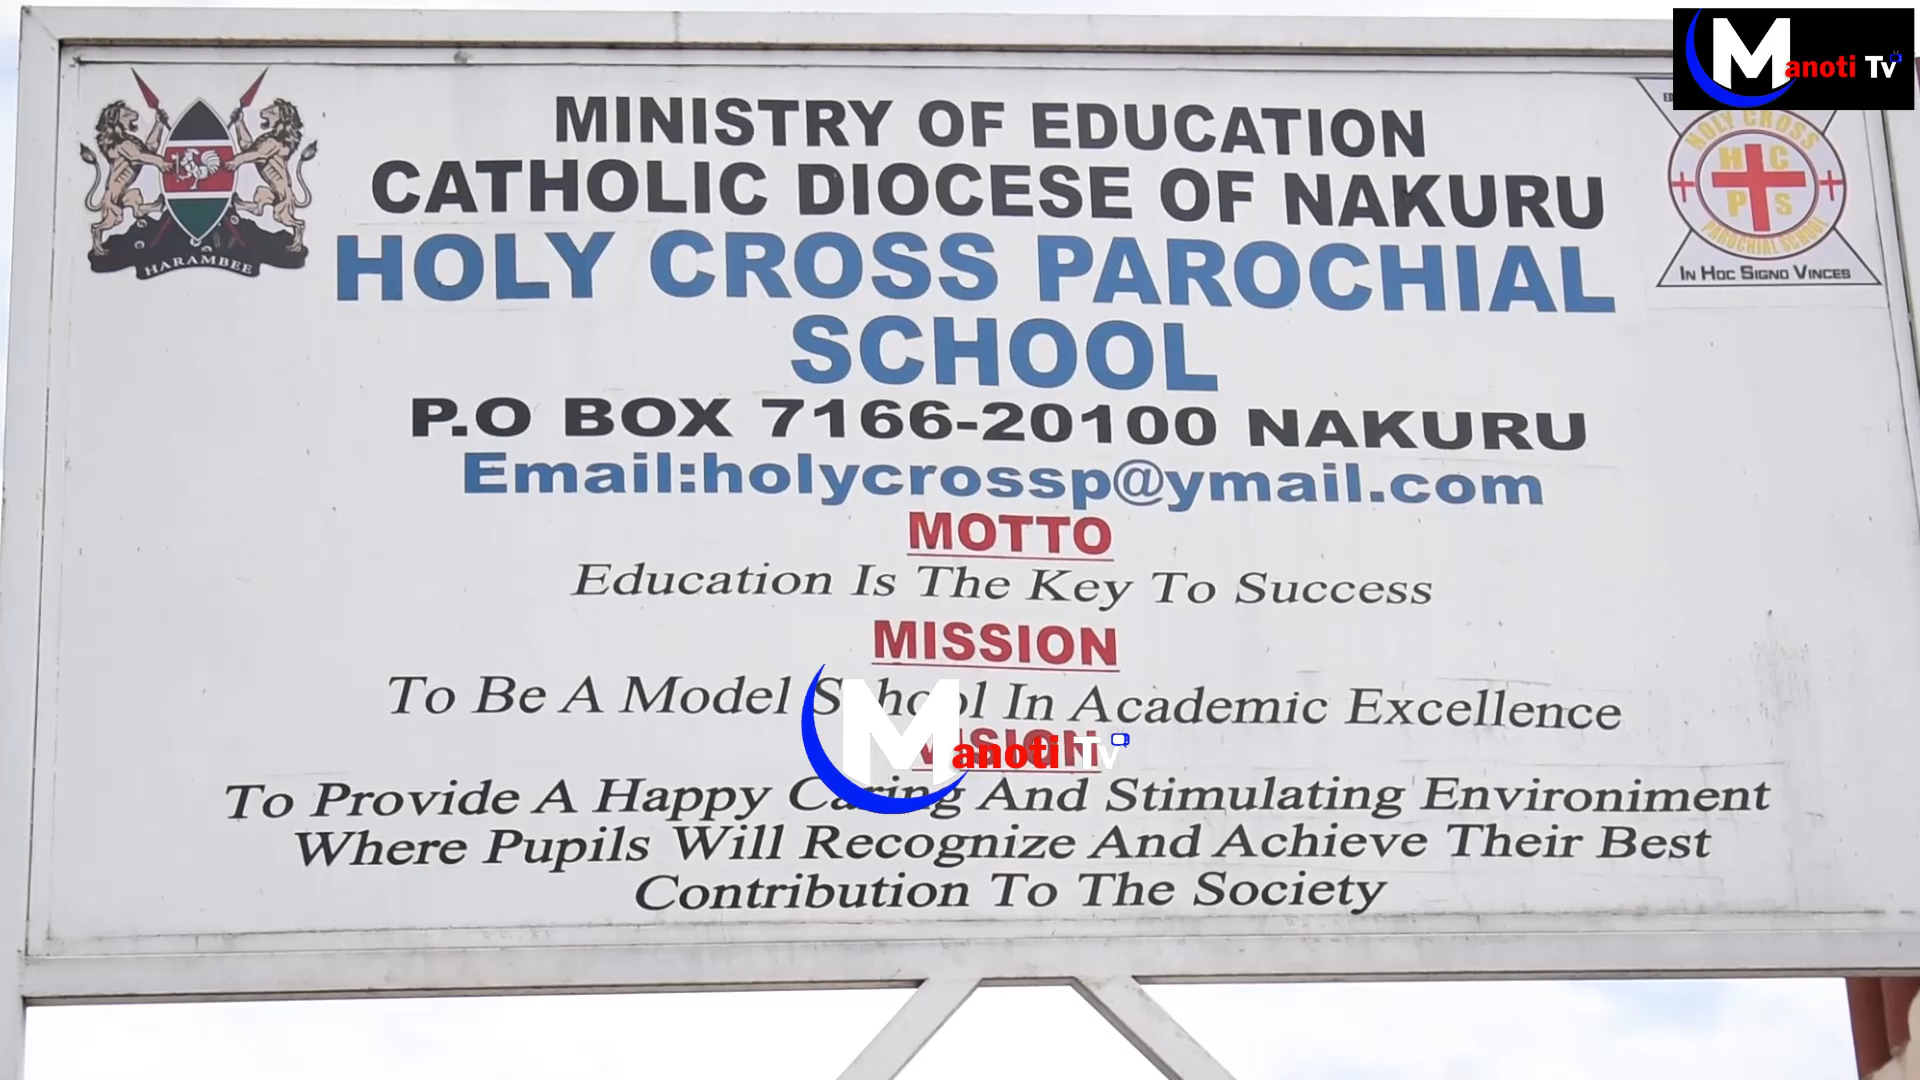 Manoti Tv
MINISTRY OF EDUCATION
CATHOLIC DIOCESE OF NAKURU
HARAMBEE
HOLY CROSS
H C
P S
PAROCHIAL SCHOOL
IN HOC SIGNO VINCES
HOLY CROSS PAROCHIAL
SCHOOL
P.O BOX 7166-20100 NAKURU
Email:holycrossp@ymail.com
MOTTO
Education Is The Key To Success
MISSION
To Be A Model School In Academic Excellence
VISION
Manoti Tv
To Provide A Happy Caring And Stimulating Environiment
Where Pupils Will Recognize And Achieve Their Best
Contribution To The Society